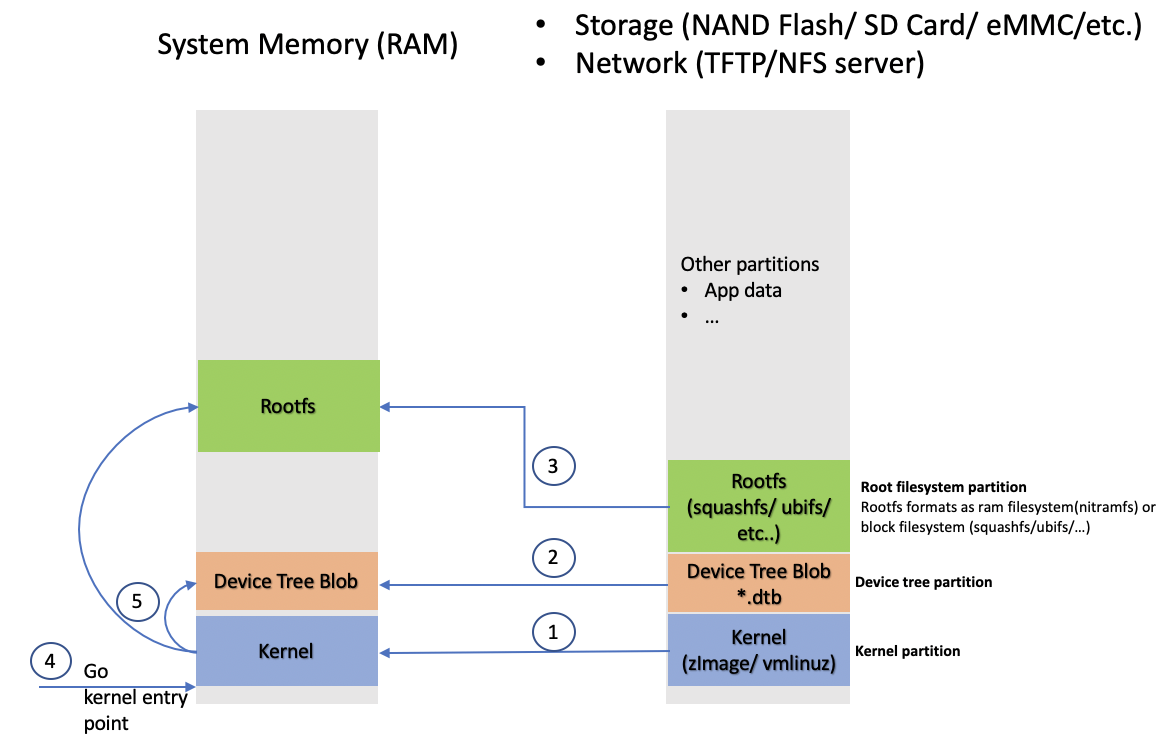 System Memory (RAM)
• Storage (NAND Flash/ SD Card/ eMMC/etc.)
• Network (TFTP/NFS server)
Other partitions
• App data
• ...
Rootfs
3
Rootfs
(squashfs/ ubifs/
etc..)
Root filesystem partition
Rootfs formats as ram filesystem(nitramfs) or
block filesystem (squashfs/ubifs/...)
2
Device Tree Blob
Device Tree Blob
*.dtb
Device tree partition
5
1
Kernel
Kernel
(zImage/ vmlinuz)
Kernel partition
4
Go
kernel entry
point